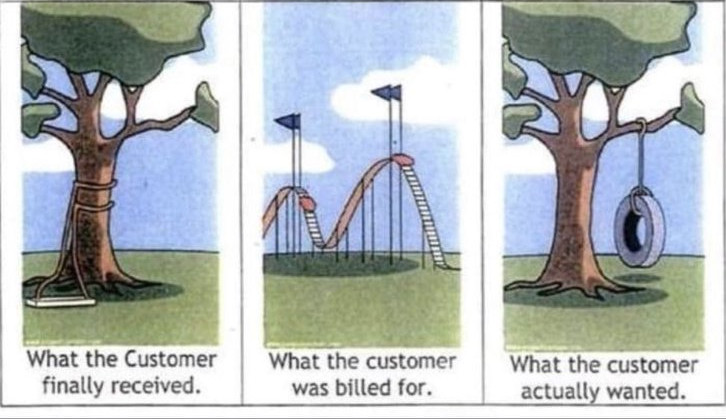 What the Customer
finally received.
What the customer
was billed for.
What the customer
actually wanted.